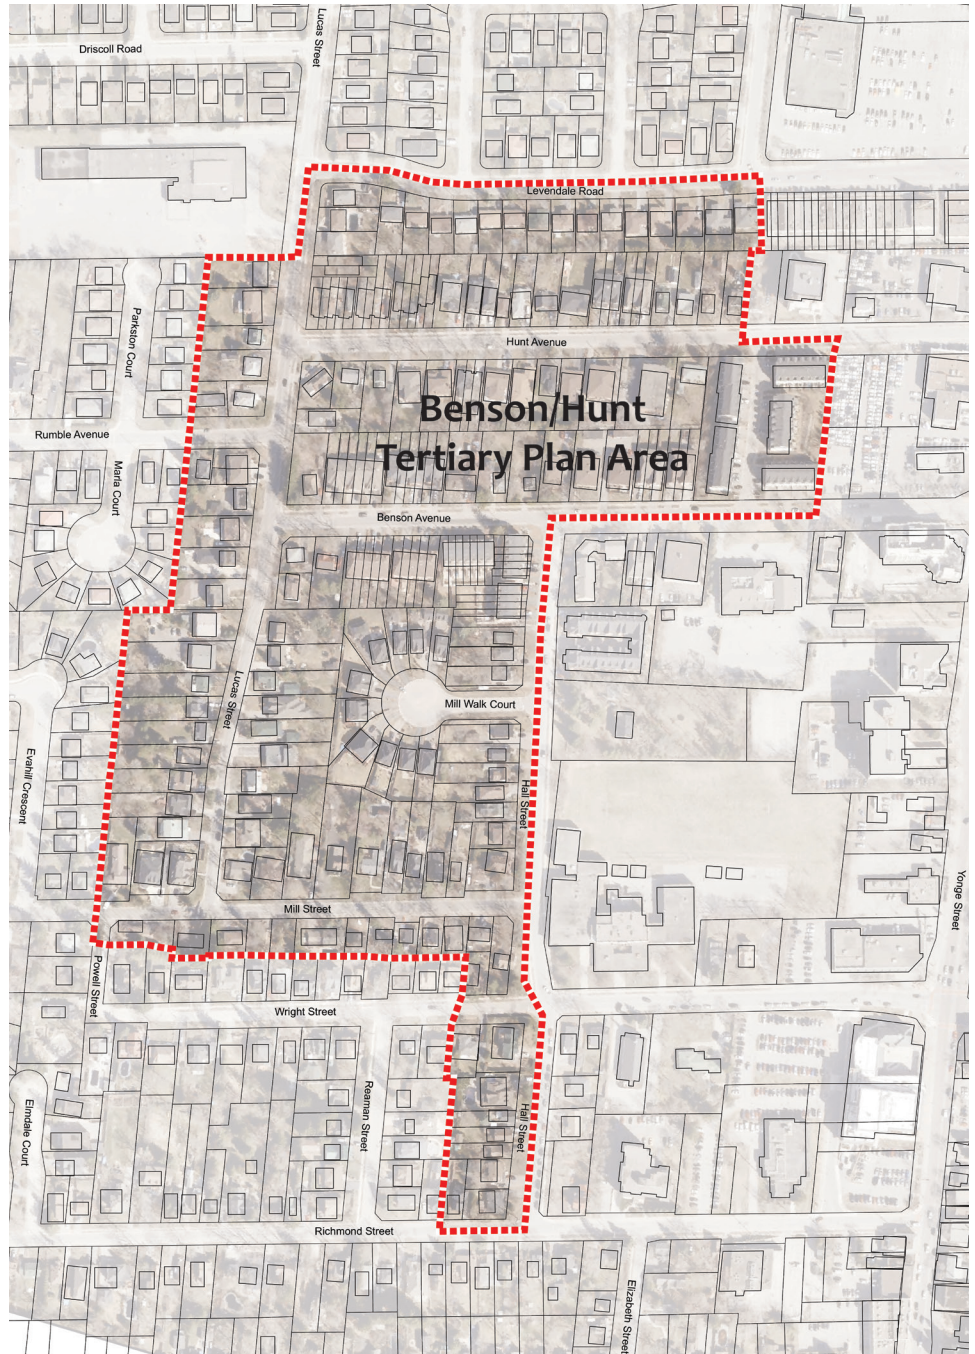 Lucas Street
Driscoll Road
Levendale Road
Parkston Court
Hunt Avenue
Benson/Hunt
Tertiary Plan Area
Rumble Avenue
Marla Court
Benson Avenue
Lucas Street
Mill Walk Court
Evahill Crescent
Hall Street
Yonge Street
Mill Street
Powell Street
Wright Street
Reaman Street
Hall Street
Elmdale Court
Richmond Street
Elizabeth Street